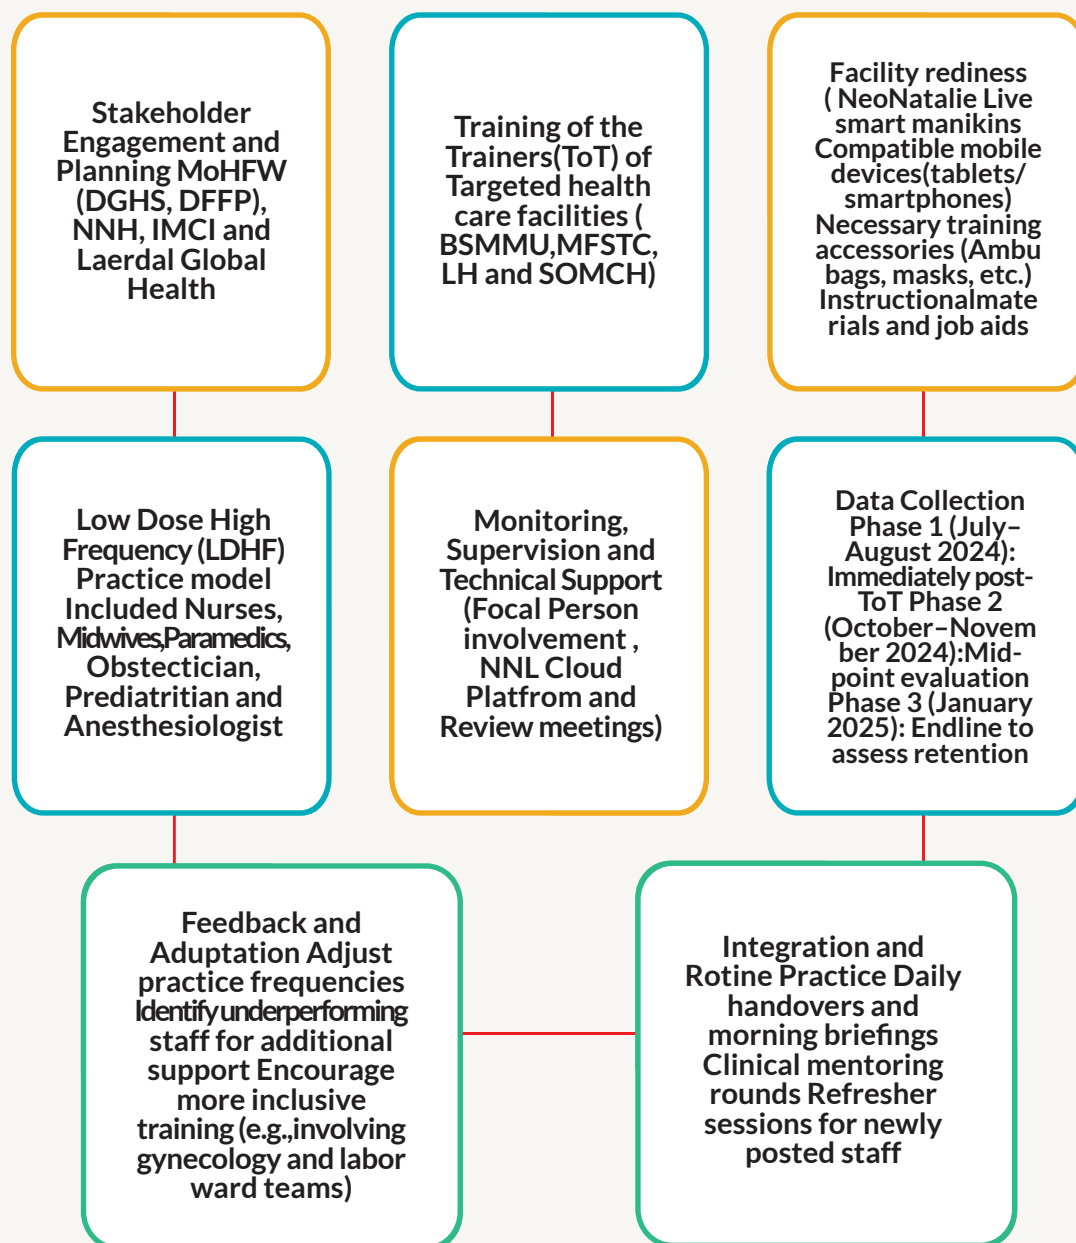 Stakeholder
Engagement and
Planning MoHFW
(DGHS, DFFP),
NNH, IMCI and
Laerdal Global
Health
Training of the
Trainers(ToT) of
Targeted health
care facilities (
BSMMU,MFSTC,
LH and SOMCH)
Facility rediness
( NeoNatalie Live
smart manikins
Compatible mobile
devices(tablets/
smartphones)
Necessary training
accessories (Ambu
bags, masks, etc.)
Instructionalmate
rials and job aids
Low Dose High
Frequency (LDHF)
Practice model
Included Nurses,
Midwives,Paramedics,
Obstectician,
Prediatritian and
Anesthesiologist
Monitoring,
Supervision and
Technical Support
(Focal Person
involvement ,
NNL Cloud
Platfrom and
Review meetings)
Data Collection
Phase 1 (July–
August 2024):
Immediately post-
ToT Phase 2
(October–Novem
ber 2024):Mid-
point evaluation
Phase 3 (January
2025): Endline to
assess retention
Feedback and
Aduptation Adjust
practice frequencies
Identify underperforming
staff for additional
support Encourage
more inclusive
training (e.g.,involving
gynecology and labor
ward teams)
Integration and
Rotine Practice Daily
handovers and
morning briefings
Clinical mentoring
rounds Refresher
sessions for newly
posted staff